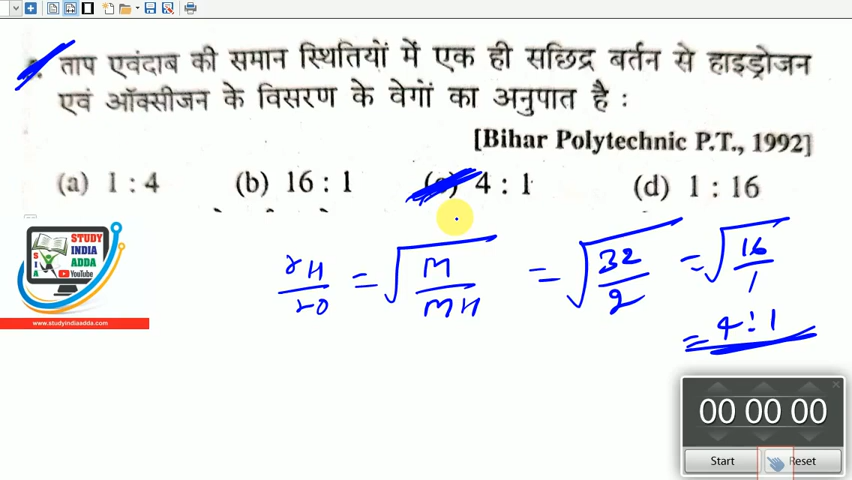 ताप एवंदाब की समान स्थितियों में एक ही सछिद्र बर्तन से हाइड्रोजन
एवं ऑक्सीजन के विसरण के वेगों का अनुपात है :
[Bihar Polytechnic P.T., 1992]
(a) 1 : 4 (b) 16 : 1 (c) 4 : 1 (d) 1 : 16
STUDY
INDIA
ADDA
SIA
YouTube
www.studyindiaadda.com
rH/rO = √M/MH = √32/2 = √16/1
= 4:1
00 00 00
Start Reset